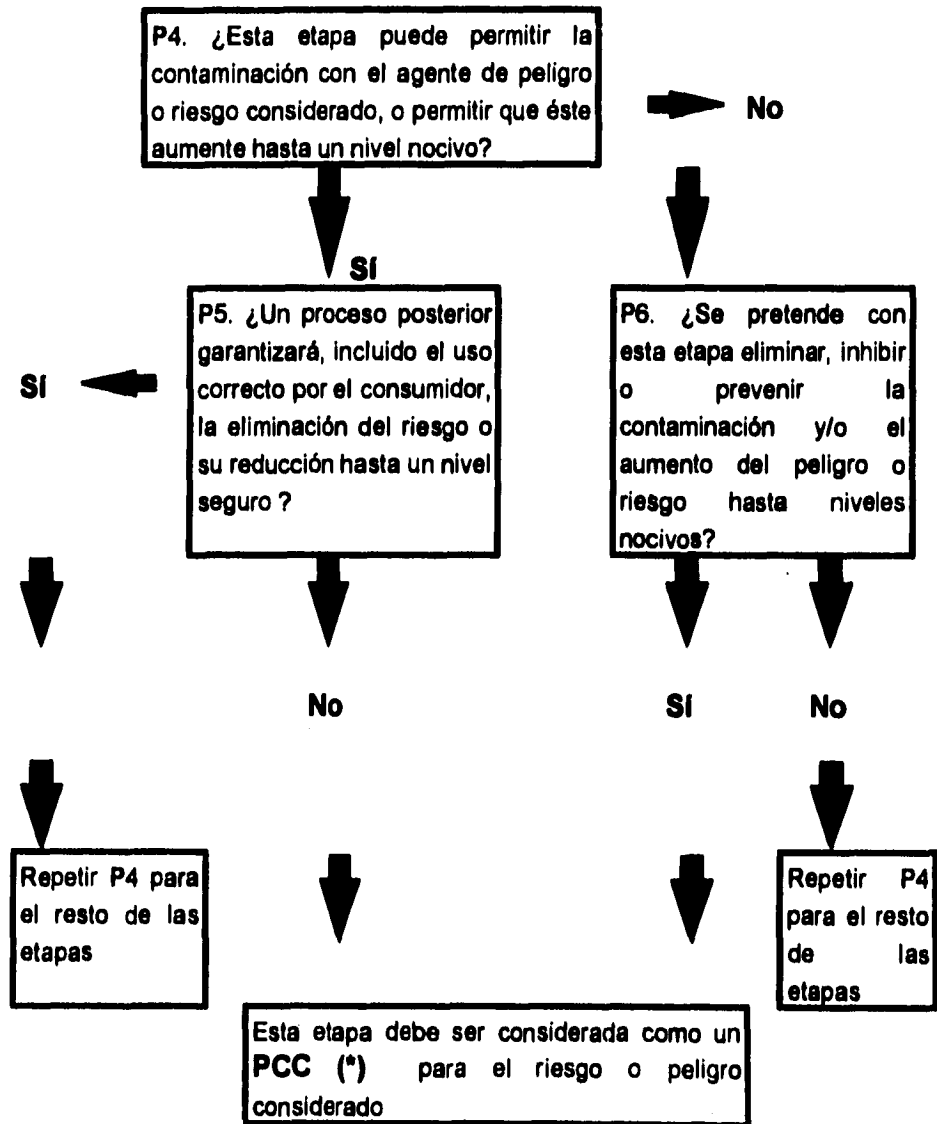 P4. ¿Esta etapa puede permitir la
contaminación con el agente de peligro
o riesgo considerado, o permitir que éste
aumente hasta un nivel nocivo?
No
Sí
P5. ¿Un proceso posterior
garantizará, incluido el uso
correcto por el consumidor,
la eliminación del riesgo o
su reducción hasta un nivel
seguro ?
Sí
P6. ¿Se pretende con
esta etapa eliminar, inhibir
o prevenir la
contaminación y/o el
aumento del peligro o
riesgo hasta niveles
nocivos?
No
Sí
No
Repetir P4 para
el resto de las
etapas
Repetir P4
para el resto
de las
etapas
Esta etapa debe ser considerada como un
PCC (*) para el riesgo o peligro
considerado